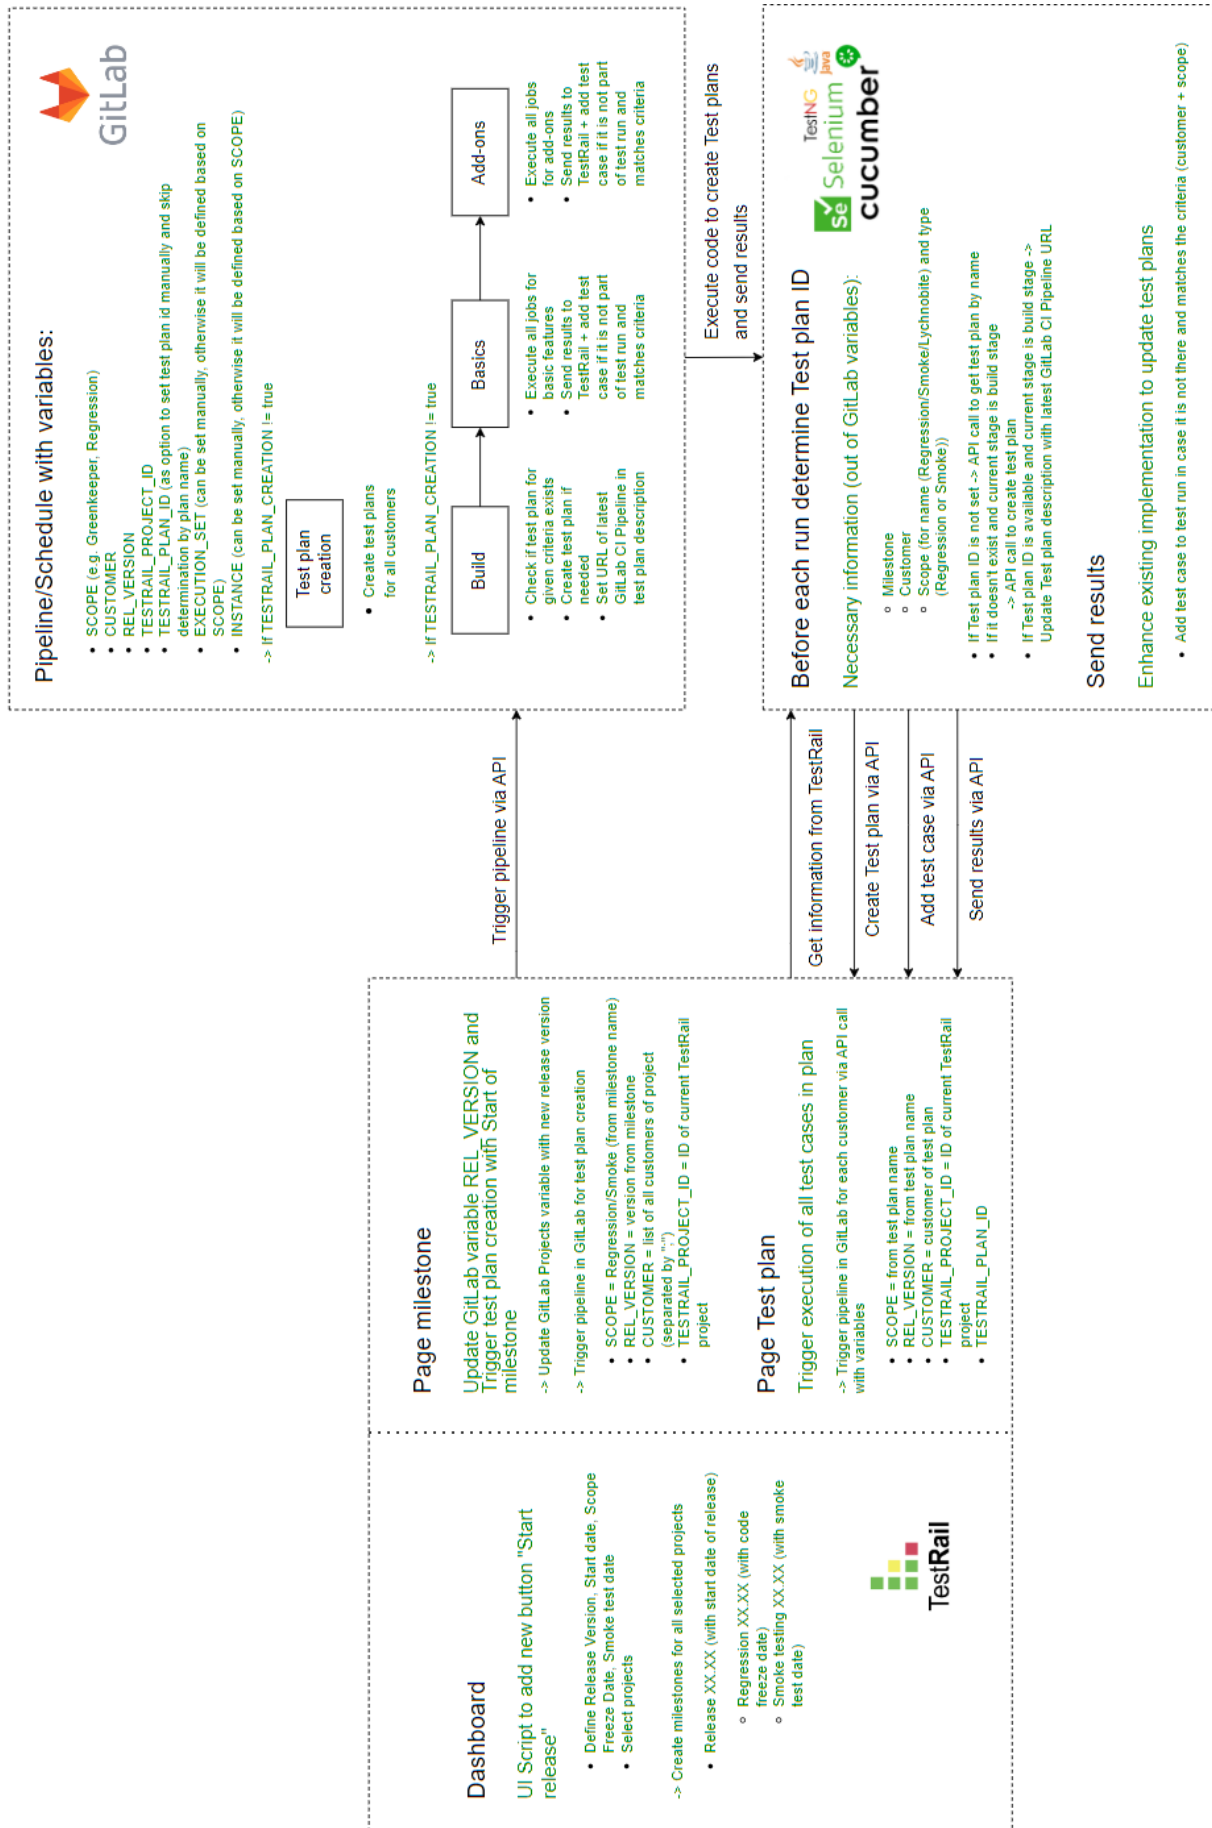 Dashboard
UI Script to add new button "Start
release"
• Define Release Version, Start date, Scope
Freeze Date, Smoke test date
• Select projects
-> Create milestones for all selected projects
• Release XX.XX (with start date of release)
○ Regression XX.XX (with code
freeze date)
○ Smoke testing XX.XX (with smoke
test date)
TestRail
Page milestone
Update GitLab variable REL_VERSION and
Trigger test plan creation with Start of
milestone
-> Update GitLab Projects variable with new release version
-> Trigger pipeline in GitLab for test plan creation
• SCOPE = Regression/Smoke (from milestone name)
• REL_VERSION = version from milestone
• CUSTOMER = list of all customers of project
(separated by ";")
• TESTRAIL_PROJECT_ID = ID of current TestRail
project
Page Test plan
Trigger execution of all test cases in plan
-> Trigger pipeline in GitLab for each customer via API call
with variables
• SCOPE = from test plan name
• REL_VERSION = from test plan name
• CUSTOMER = customer of test plan
• TESTRAIL_PROJECT_ID = ID of current TestRail
project
• TESTRAIL_PLAN_ID
Trigger pipeline via API
Get information from TestRail
Create Test plan via API
Add test case via API
Send results via API
Pipeline/Schedule with variables:
GitLab
• SCOPE (e.g. Greenkeeper, Regression)
• CUSTOMER
• REL_VERSION
• TESTRAIL_PROJECT_ID
• TESTRAIL_PLAN_ID (as option to set test plan id manually and skip
determination by plan name)
• EXECUTION_SET (can be set manually, otherwise it will be defined based on
SCOPE)
• INSTANCE (can be set manually, otherwise it will be defined based on SCOPE)
-> If TESTRAIL_PLAN_CREATION != true
Test plan
creation
• Create test plans
for all customers
-> If TESTRAIL_PLAN_CREATION != true
Build
• Check if test plan for
given criteria exists
• Create test plan if
needed
• Set URL of latest
GitLab CI Pipeline in
test plan description
Basics
• Execute all jobs for
basic features
• Send results to
TestRail + add test
case if it is not part
of test run and
matches criteria
Add-ons
• Execute all jobs
for add-ons
• Send results to
TestRail + add test
case if it is not part
of test run and
matches criteria
Execute code to create Test plans
and send results
Before each run determine Test plan ID
TestNG
Java
Se Selenium
cucumber
Necessary information (out of GitLab variables):
○ Milestone
○ Customer
○ Scope (for name (Regression/Smoke/Lychnobite) and type
(Regression or Smoke))
• If Test plan ID is not set -> API call to get test plan by name
• If it doesn't exist and current stage is build stage
-> API call to create test plan
• If Test plan ID is available and current stage is build stage ->
Update Test plan description with latest GitLab CI Pipeline URL
Send results
Enhance existing implementation to update test plans
• Add test case to test run in case it is not there and matches the criteria (customer + scope)